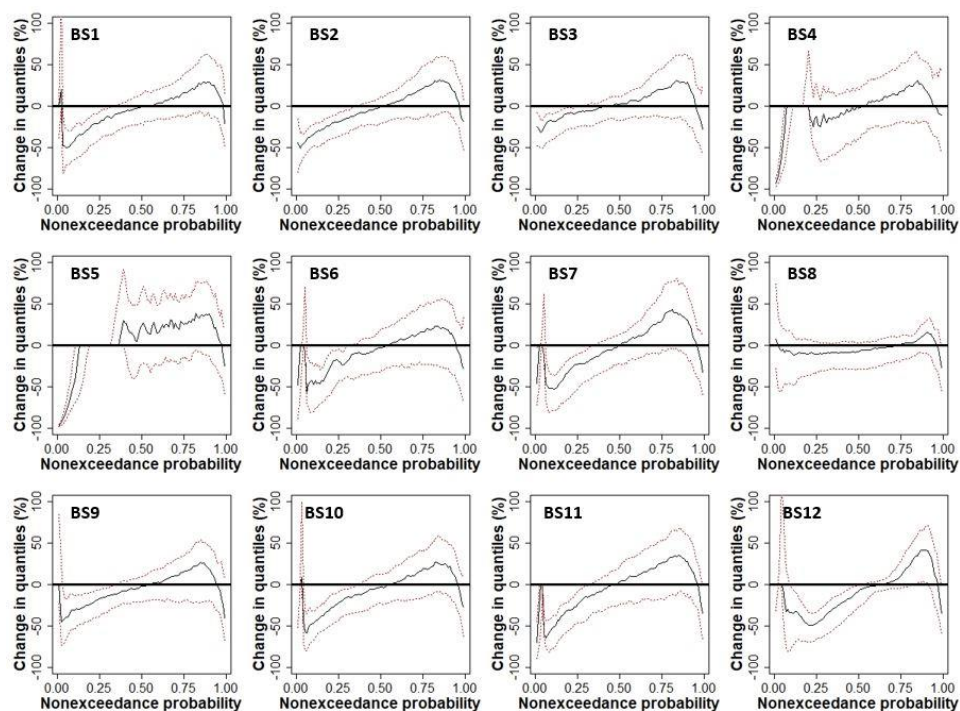 BS1
BS2
BS3
BS4
Change in quantiles (%)
-100 -50 0 50 100
0.00 0.25 0.50 0.75 1.00
Nonexceedance probability
Change in quantiles (%)
-100 -50 0 50 100
0.00 0.25 0.50 0.75 1.00
Nonexceedance probability
Change in quantiles (%)
-100 -50 0 50 100
0.00 0.25 0.50 0.75 1.00
Nonexceedance probability
Change in quantiles (%)
-100 -50 0 50 100
0.00 0.25 0.50 0.75 1.00
Nonexceedance probability
BS5
BS6
BS7
BS8
Change in quantiles (%)
-100 -50 0 50 100
0.00 0.25 0.50 0.75 1.00
Nonexceedance probability
Change in quantiles (%)
-100 -50 0 50 100
0.00 0.25 0.50 0.75 1.00
Nonexceedance probability
Change in quantiles (%)
-100 -50 0 50 100
0.00 0.25 0.50 0.75 1.00
Nonexceedance probability
Change in quantiles (%)
-100 -50 0 50 100
0.00 0.25 0.50 0.75 1.00
Nonexceedance probability
BS9
BS10
BS11
BS12
Change in quantiles (%)
-100 -50 0 50 100
0.00 0.25 0.50 0.75 1.00
Nonexceedance probability
Change in quantiles (%)
-100 -50 0 50 100
0.00 0.25 0.50 0.75 1.00
Nonexceedance probability
Change in quantiles (%)
-100 -50 0 50 100
0.00 0.25 0.50 0.75 1.00
Nonexceedance probability
Change in quantiles (%)
-100 -50 0 50 100
0.00 0.25 0.50 0.75 1.00
Nonexceedance probability